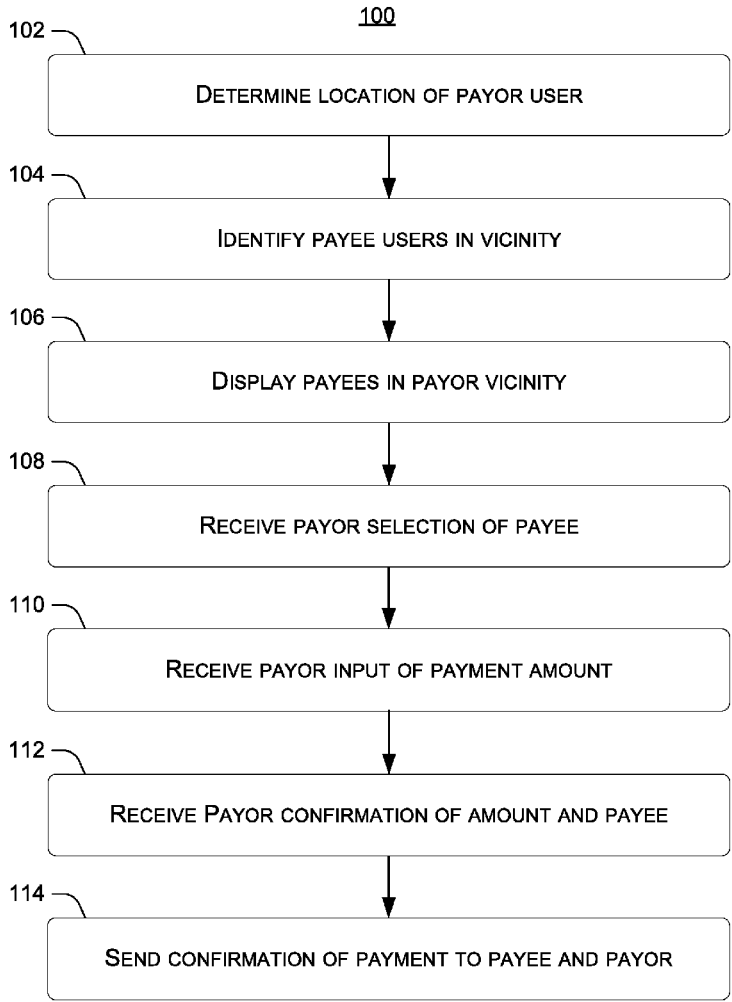 100
102
DETERMINE LOCATION OF PAYOR USER
104
IDENTIFY PAYEE USERS IN VICINITY
106
DISPLAY PAYEES IN PAYOR VICINITY
108
RECEIVE PAYOR SELECTION OF PAYEE
110
RECEIVE PAYOR INPUT OF PAYMENT AMOUNT
112
RECEIVE PAYOR CONFIRMATION OF AMOUNT AND PAYEE
114
SEND CONFIRMATION OF PAYMENT TO PAYEE AND PAYOR